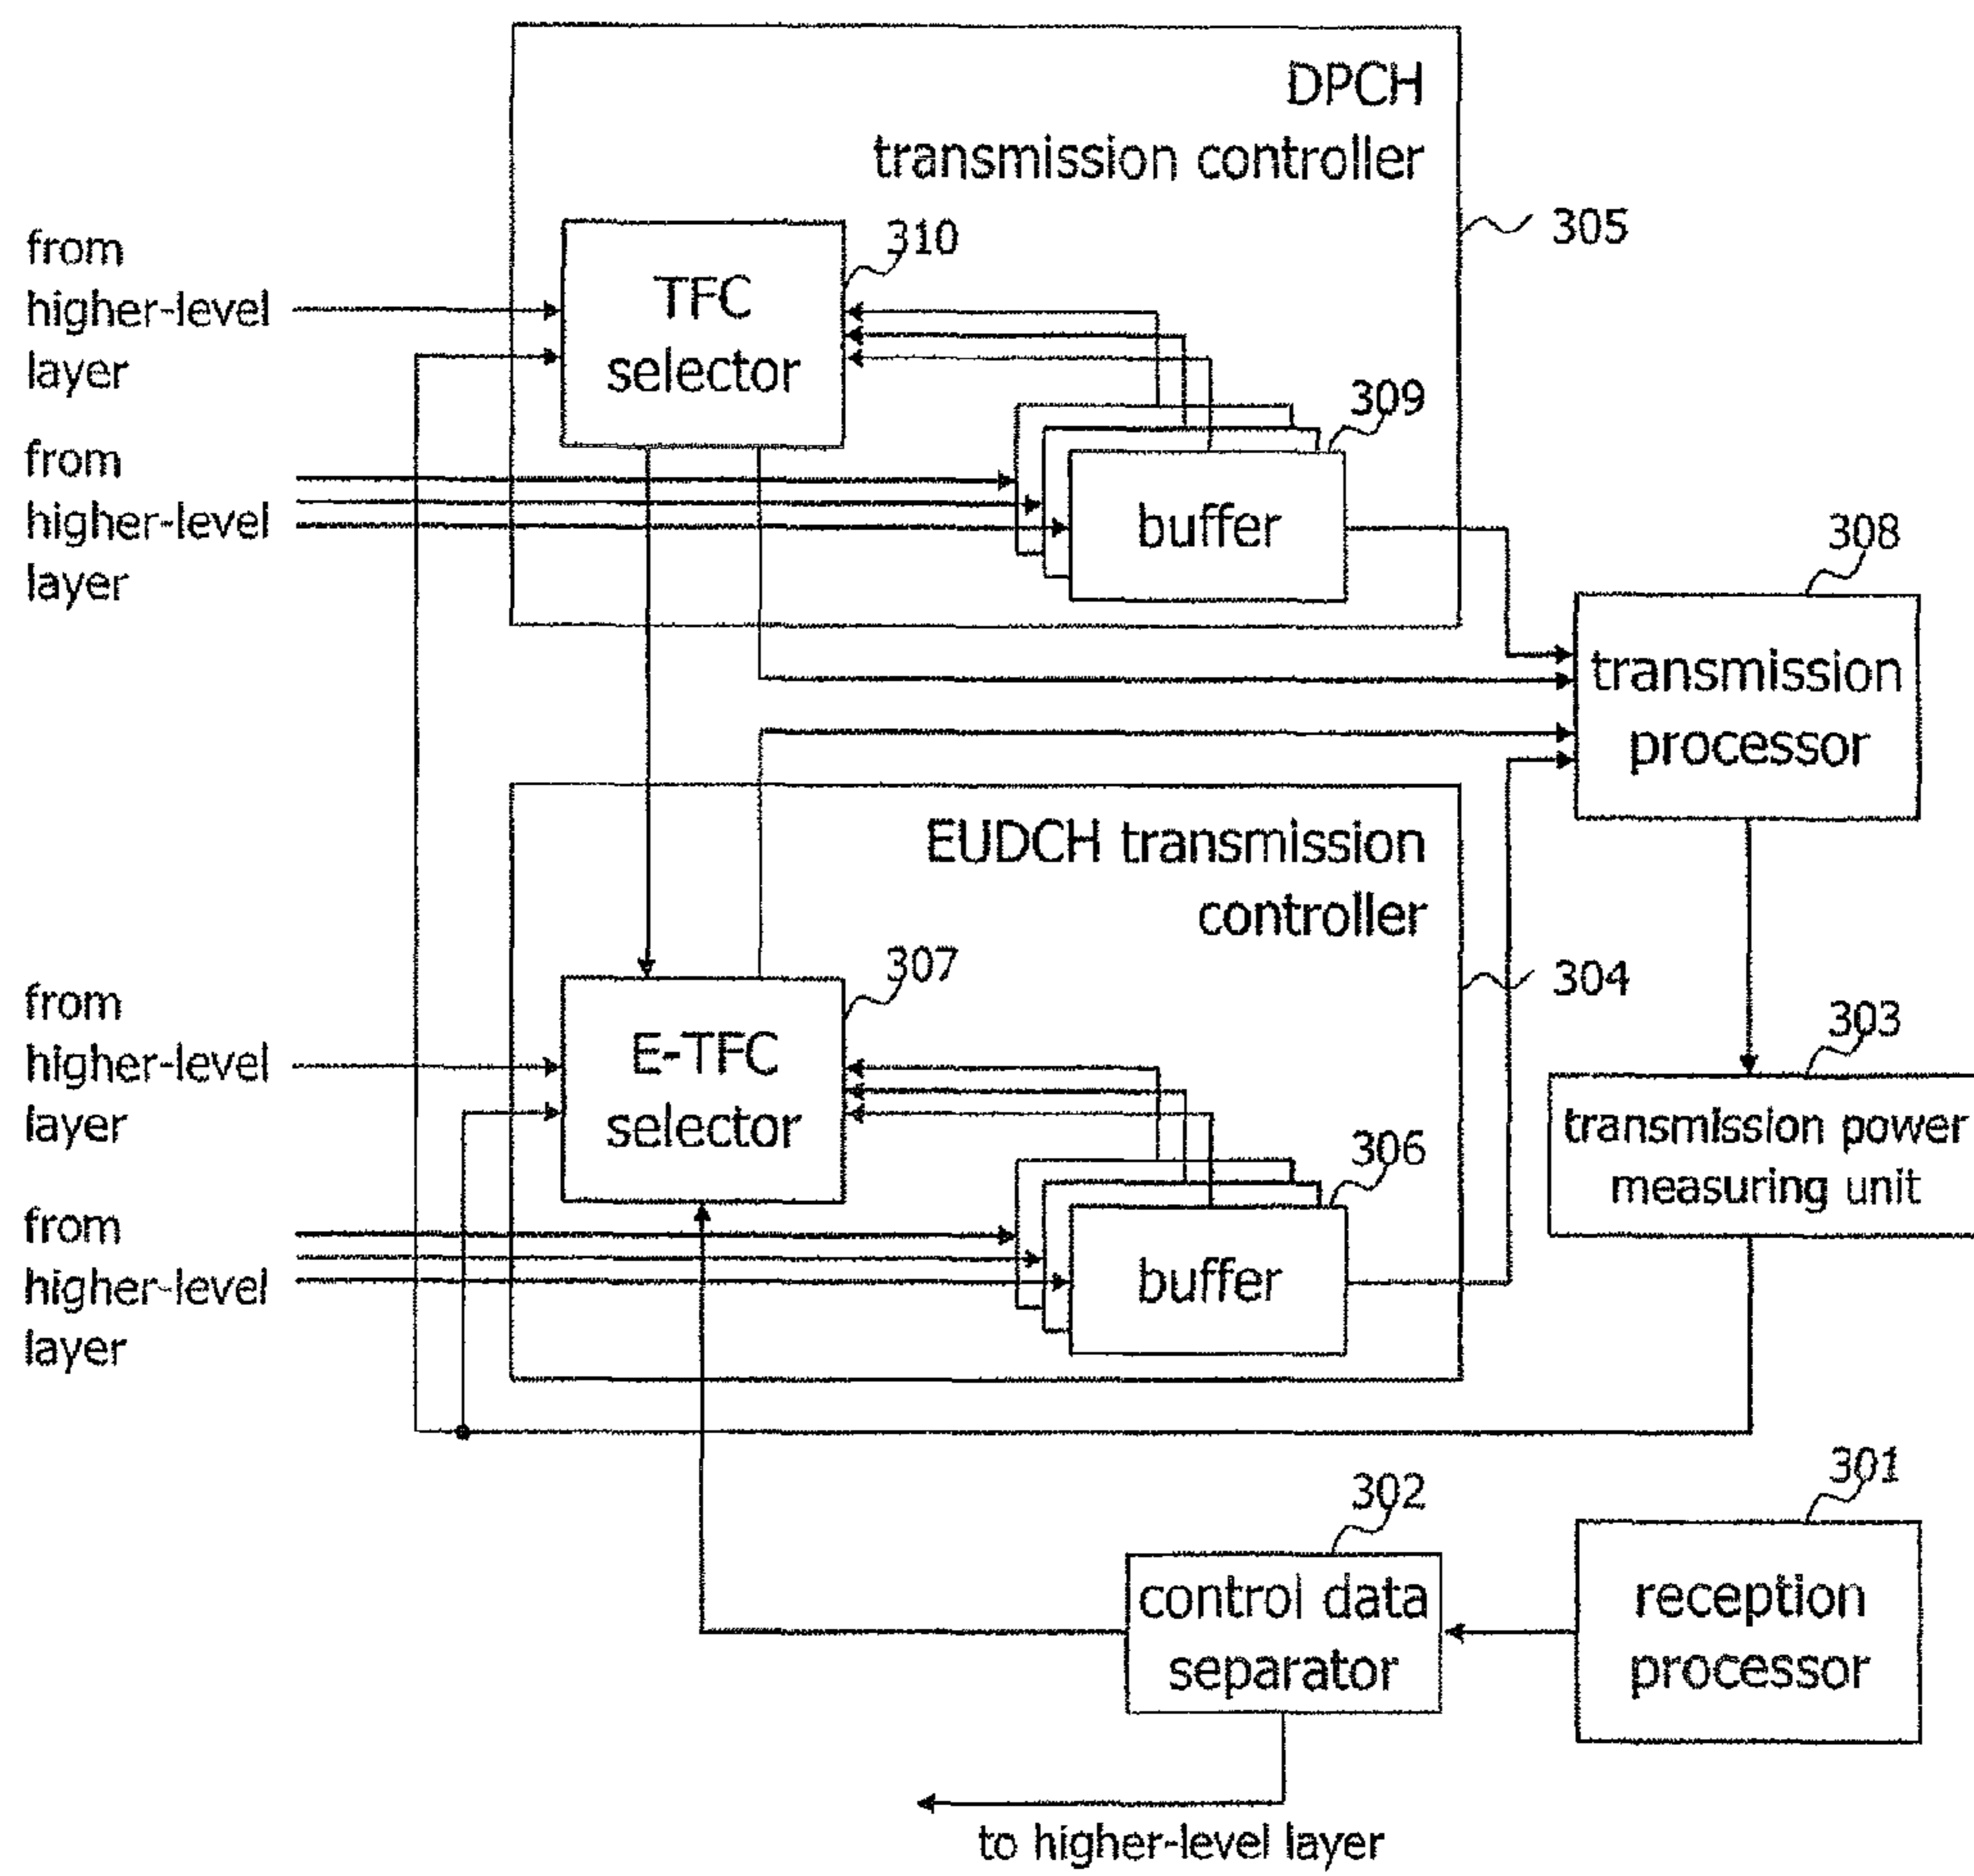 DPCH
transmission controller
305
from
higher-level
layer
310
TFC
selector
309
from
higher-level
layer
buffer
308
transmission
processor
EUDCH transmission
controller
304
307
from
higher-level
layer
E-TFC
selector
303
transmission power
measuring unit
306
from
higher-level
layer
buffer
302
301
control data
separator
reception
processor
to higher-level layer